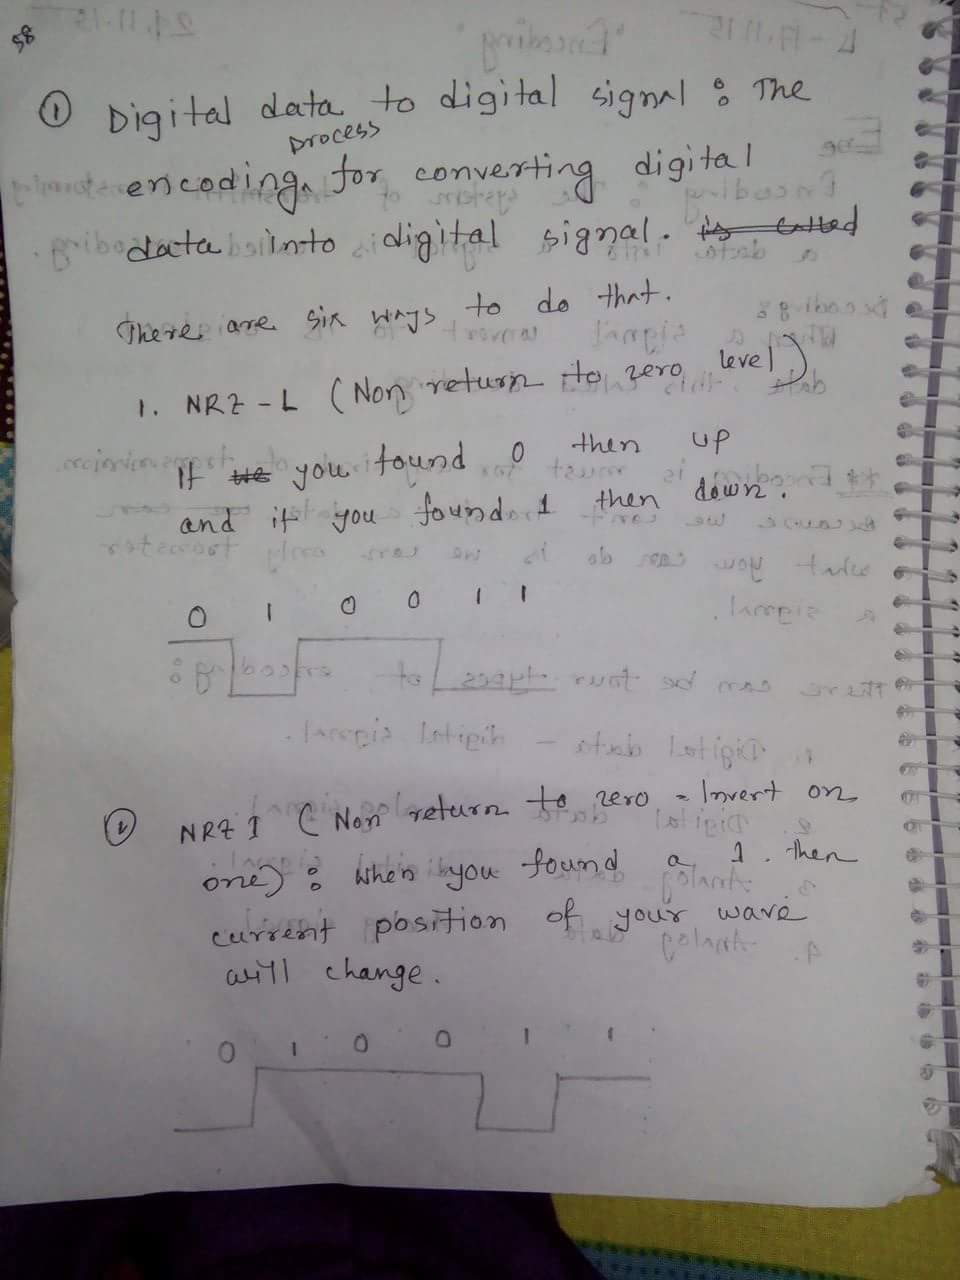 58
① Digital data to digital signal : The
process
encoding‸ for converting digital
data into digital signal. is called
There are six ways to do that.
1. NRZ - L (Non return to zero level)
If you found 0 then up
and if you found 1 then down.
0 1 0 0 1 1
② NRZ I (Non return to zero - Invert on
one) : When you found a 1. then
current position of your wave
will change.
0 1 0 0 1 1